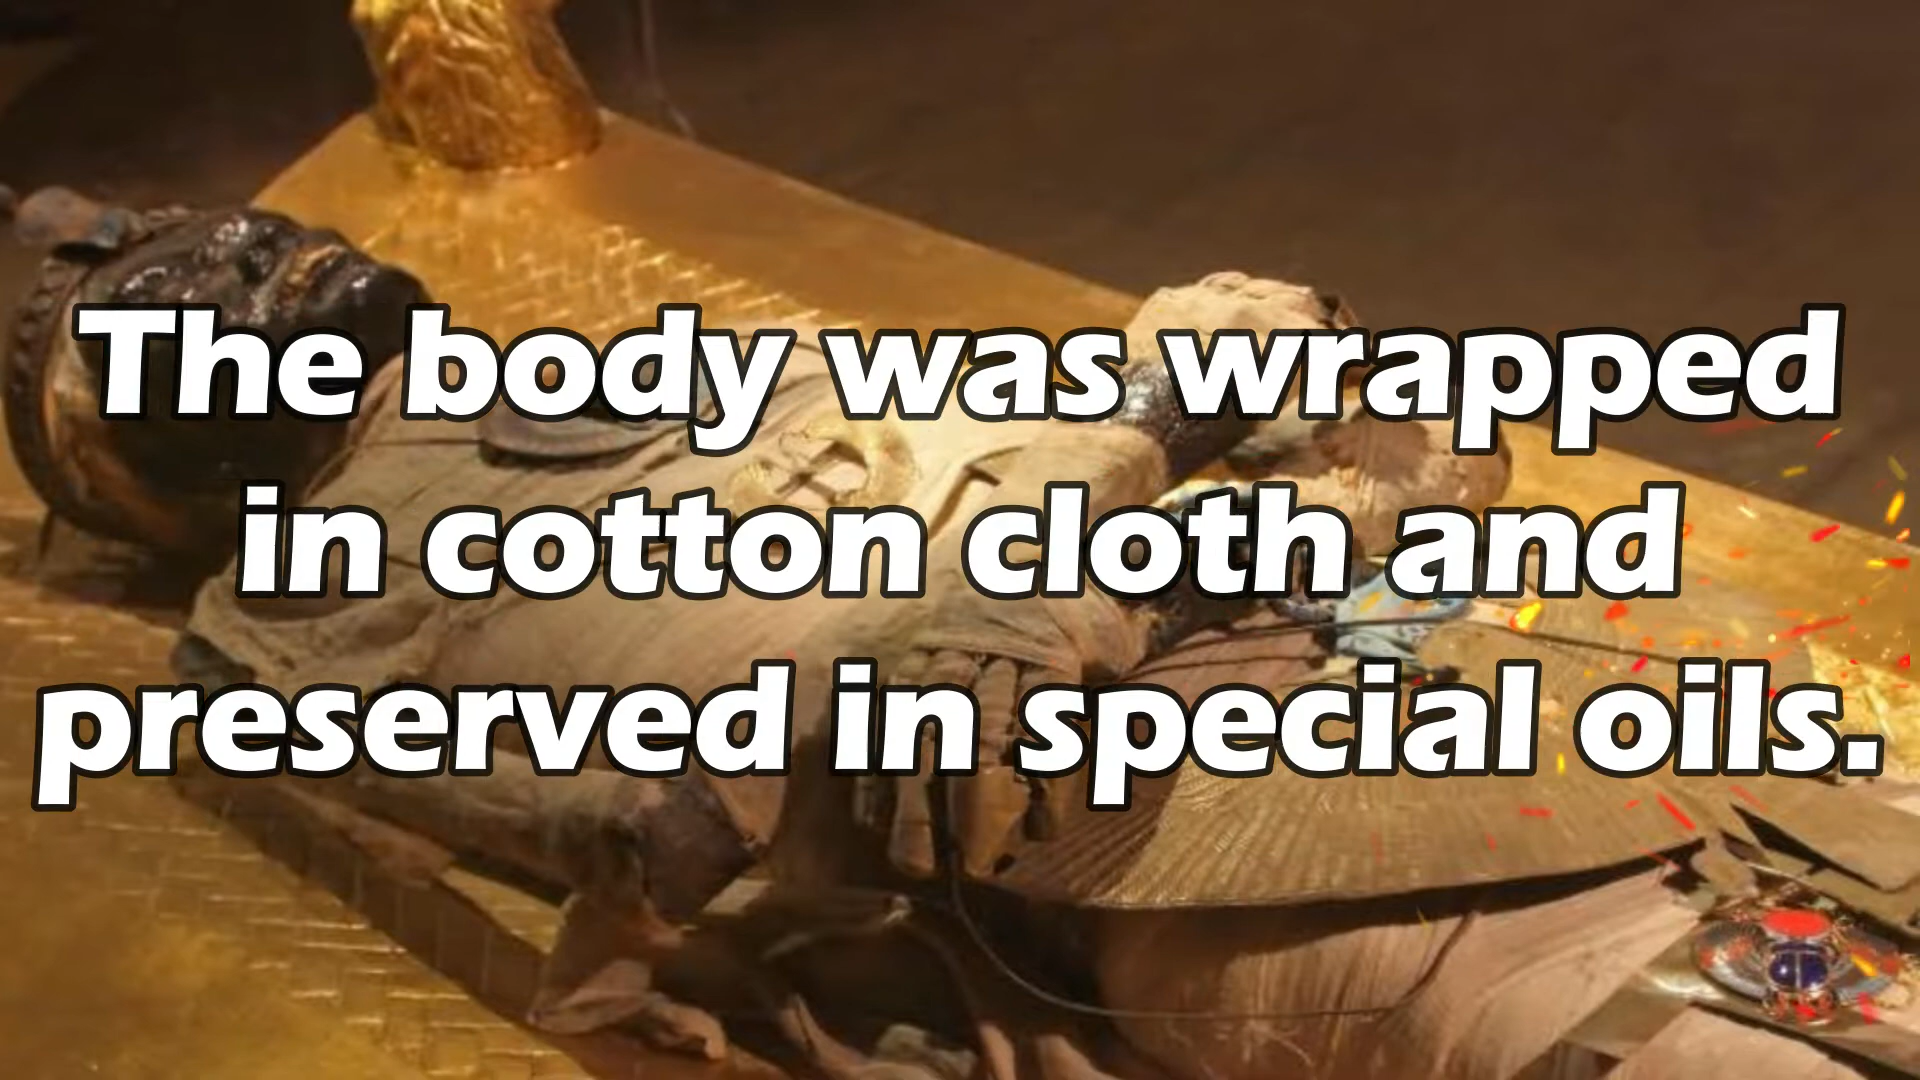 The body was wrapped
in cotton cloth and
preserved in special oils.